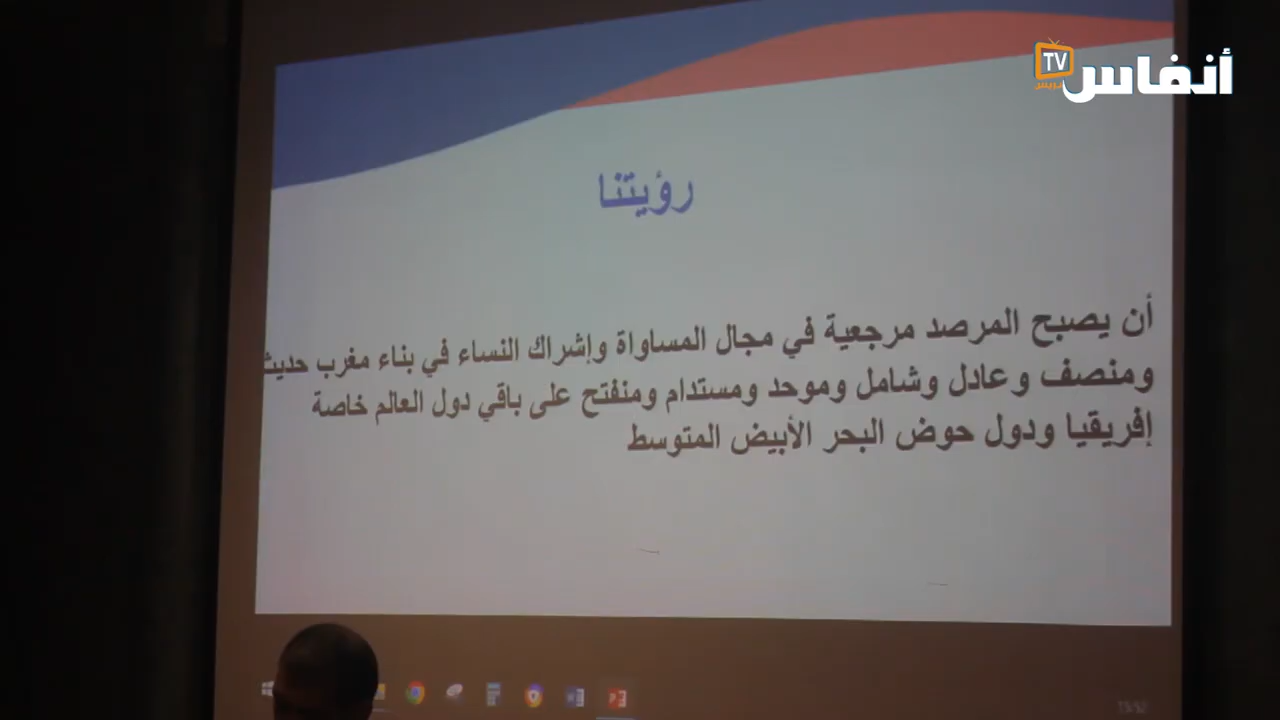 أنفاس
TV
بريس
رؤيتنا
أن يصبح المرصد مرجعية في مجال المساواة وإشراك النساء في بناء مغرب حديث
ومنصف وعادل وشامل وموحد ومستدام ومنفتح على باقي دول العالم خاصة
إفريقيا ودول حوض البحر الأبيض المتوسط